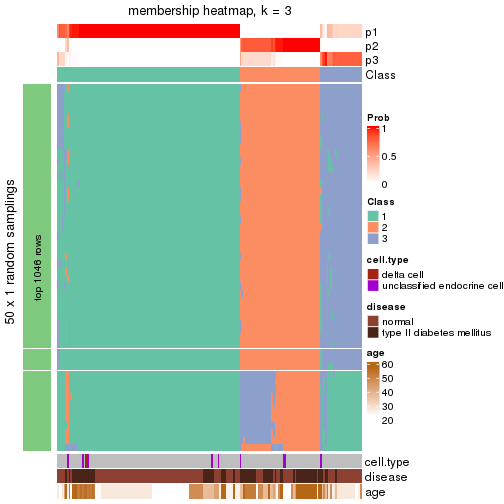 membership heatmap, k = 3
p1
p2
p3
Class
50 x 1 random samplings
top 1046 rows
Prob
1
0.5
0
Class
1
2
3
cell.type
delta cell
unclassified endocrine cell
disease
normal
type II diabetes mellitus
age
60
50
40
30
20
cell.type
disease
age